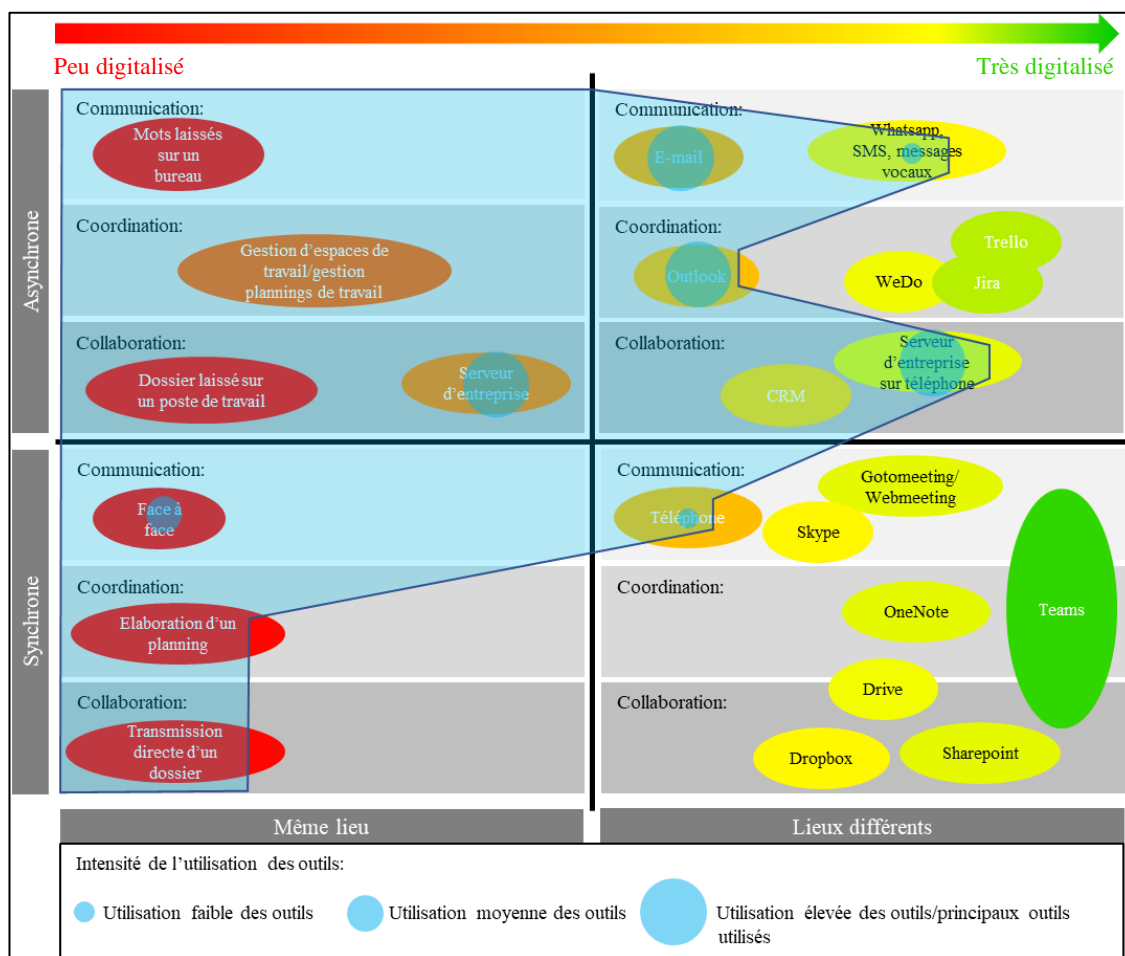 Peu digitalisé
Très digitalisé
Asynchrone
Communication:
Mots laissés
sur un
bureau
Communication:
E-mail
Whatsapp,
SMS, messages
vocaux
Coordination:
Gestion d'espaces de
travail/gestion
plannings de travail
Coordination:
Outlook
WeDo
Trello
Jira
Collaboration:
Dossier laissé sur
un poste de travail
Serveur
d'entreprise
Collaboration:
CRM
Serveur
d'entreprise
sur téléphone
Synchrone
Communication:
Face à
face
Communication:
Téléphone
Skype
Gotomeeting/
Webmeeting
Teams
Coordination:
Elaboration d'un
planning
Coordination:
OneNote
Drive
Collaboration:
Transmission
directe d'un
dossier
Collaboration:
Dropbox
Sharepoint
Même lieu
Lieux différents
Intensité de l'utilisation des outils:
Utilisation faible des outils
Utilisation moyenne des outils
Utilisation élevée des outils/principaux outils
utilisés